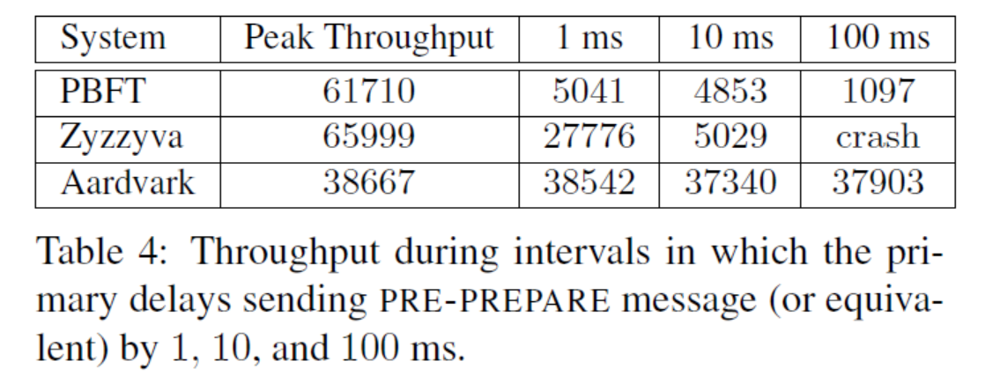 System Peak Throughput 1 ms 10 ms 100 ms
PBFT 61710 5041 4853 1097
Zyzzyva 65999 27776 5029 crash
Aardvark 38667 38542 37340 37903
Table 4: Throughput during intervals in which the pri-
mary delays sending PRE-PREPARE message (or equiva-
lent) by 1, 10, and 100 ms.